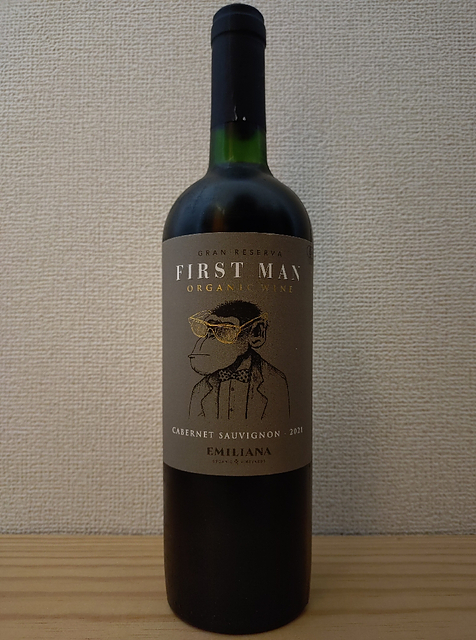 GRAN RESERVA
FIRST MAN
ORGANIC WINE
CABERNET SAUVIGNON 2021
EMILIANA